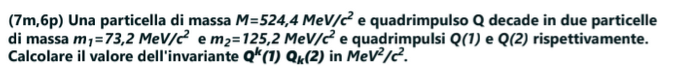 (7m,6p) Una particella di massa M=524,4 MeV/c² e quadrimpulso Q decade in due particelle
di massa m₁=73,2 MeV/c² e m₂=125,2 MeV/c² e quadrimpulsi Q(1) e Q(2) rispettivamente.
Calcolare il valore dell'invariante Qᵏ(1) Qₖ(2) in MeV²/c².